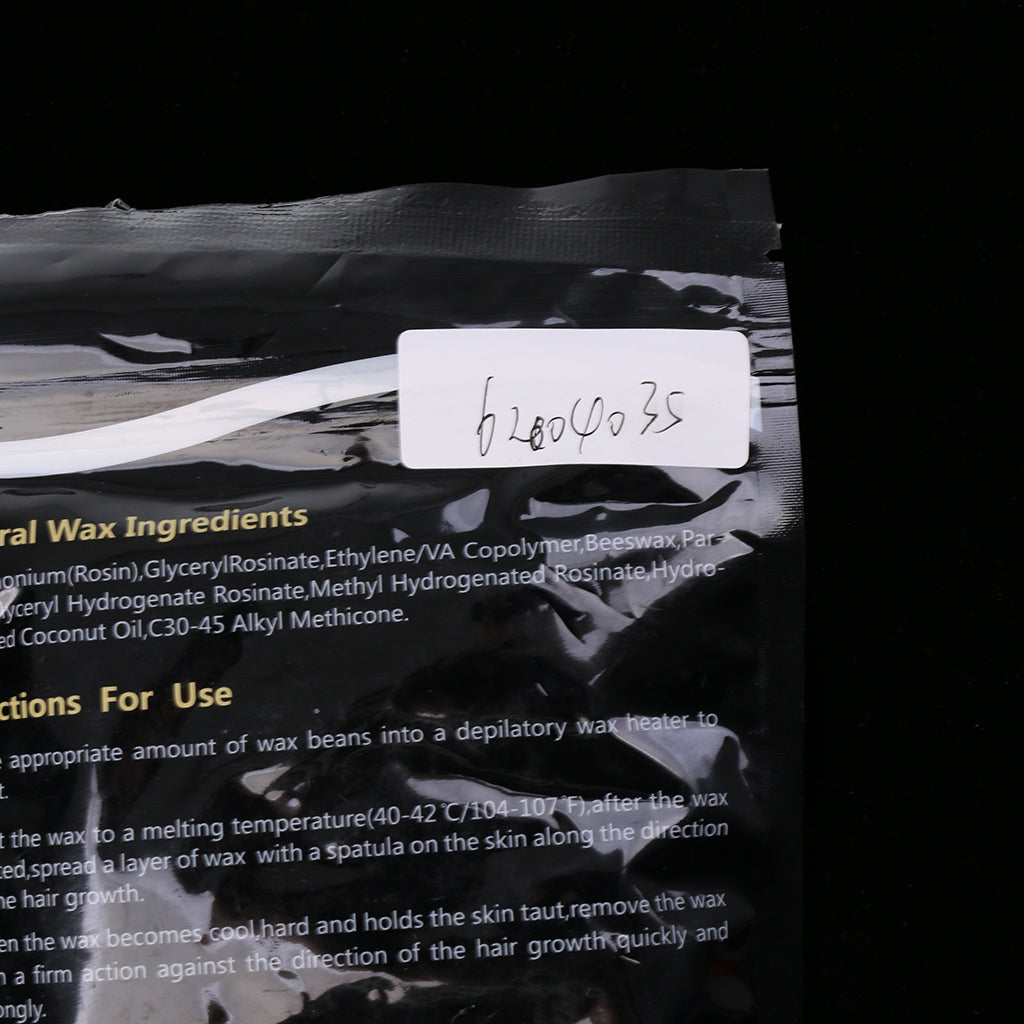 62004035
ral Wax Ingredients
onium(Rosin),GlycerylRosinate,Ethylene/VA Copolymer,Beeswax,Par-
lyceryl Hydrogenate Rosinate,Methyl Hydrogenated Rosinate,Hydro-
ed Coconut Oil,C30-45 Alkyl Methicone.
ctions For Use
appropriate amount of wax beans into a depilatory wax heater to
t.
t the wax to a melting temperature(40-42℃/104-107℉),after the wax
ted,spread a layer of wax with a spatula on the skin along the direction
he hair growth.
en the wax becomes cool,hard and holds the skin taut,remove the wax
a firm action against the direction of the hair growth quickly and
ongly.